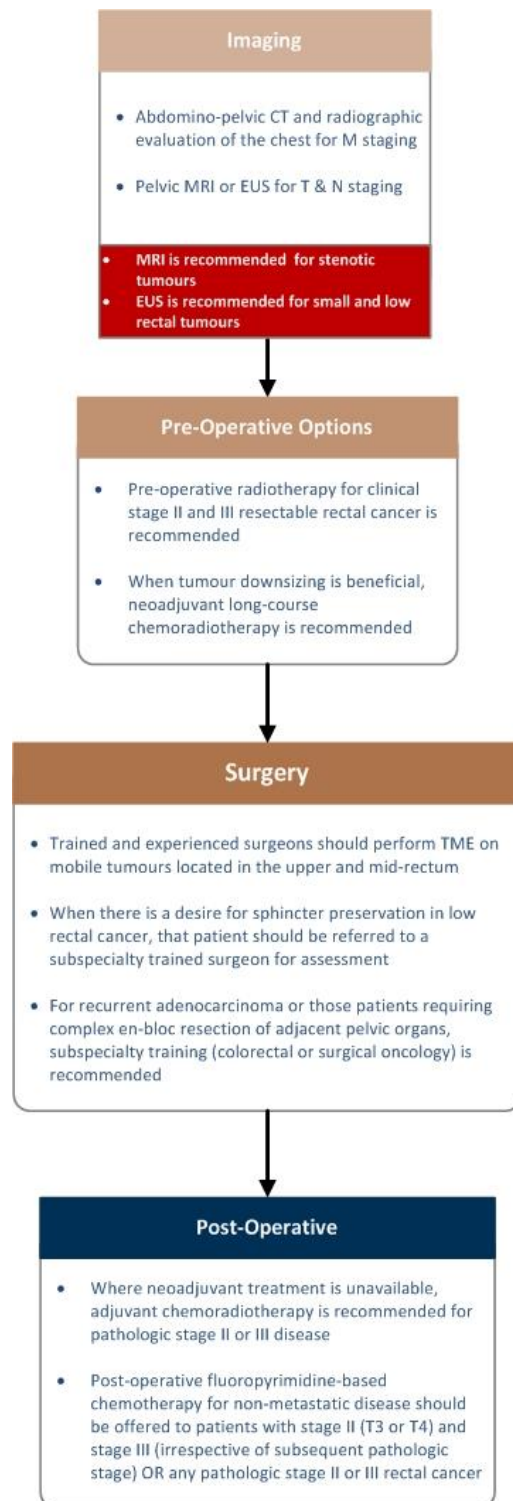 Imaging
• Abdomino-pelvic CT and radiographic
evaluation of the chest for M staging
• Pelvic MRI or EUS for T & N staging
• MRI is recommended for stenotic
tumours
• EUS is recommended for small and low
rectal tumours
Pre-Operative Options
• Pre-operative radiotherapy for clinical
stage II and III resectable rectal cancer is
recommended
• When tumour downsizing is beneficial,
neoadjuvant long-course
chemoradiotherapy is recommended
Surgery
• Trained and experienced surgeons should perform TME on
mobile tumours located in the upper and mid-rectum
• When there is a desire for sphincter preservation in low
rectal cancer, that patient should be referred to a
subspecialty trained surgeon for assessment
• For recurrent adenocarcinoma or those patients requiring
complex en-bloc resection of adjacent pelvic organs,
subspecialty training (colorectal or surgical oncology) is
recommended
Post-Operative
• Where neoadjuvant treatment is unavailable,
adjuvant chemoradiotherapy is recommended for
pathologic stage II or III disease
• Post-operative fluoropyrimidine-based
chemotherapy for non-metastatic disease should
be offered to patients with stage II (T3 or T4) and
stage III (irrespective of subsequent pathologic
stage) OR any pathologic stage II or III rectal cancer